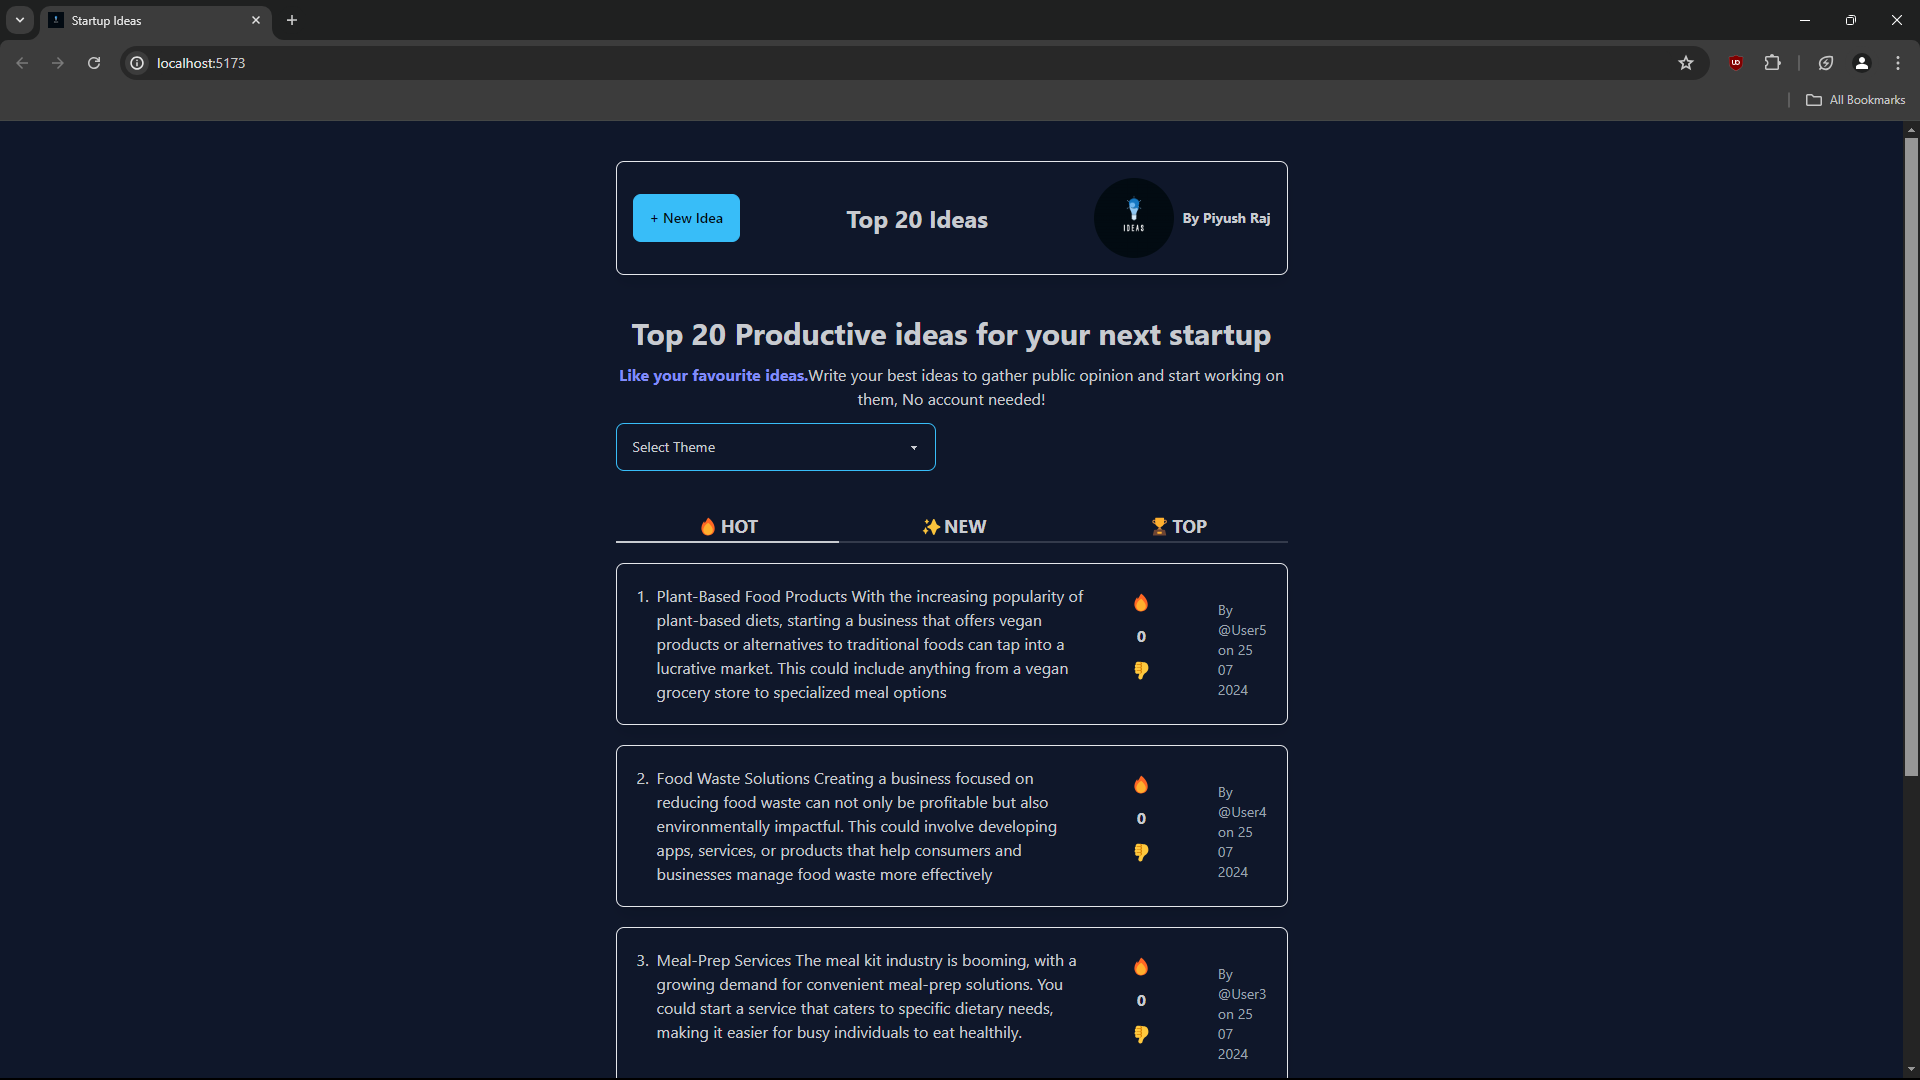 Startup Ideas
localhost:5173
All Bookmarks
+ New Idea
Top 20 Ideas
IDEAS
By Piyush Raj
Top 20 Productive ideas for your next startup
Like your favourite ideas.Write your best ideas to gather public opinion and start working on
them, No account needed!
Select Theme
🔥 HOT
✨ NEW
🏆 TOP
1. Plant-Based Food Products With the increasing popularity of
plant-based diets, starting a business that offers vegan
products or alternatives to traditional foods can tap into a
lucrative market. This could include anything from a vegan
grocery store to specialized meal options
🔥
0
👎
By
@User5
on 25
07
2024
2. Food Waste Solutions Creating a business focused on
reducing food waste can not only be profitable but also
environmentally impactful. This could involve developing
apps, services, or products that help consumers and
businesses manage food waste more effectively
🔥
0
👎
By
@User4
on 25
07
2024
3. Meal-Prep Services The meal kit industry is booming, with a
growing demand for convenient meal-prep solutions. You
could start a service that caters to specific dietary needs,
making it easier for busy individuals to eat healthily.
🔥
0
👎
By
@User3
on 25
07
2024